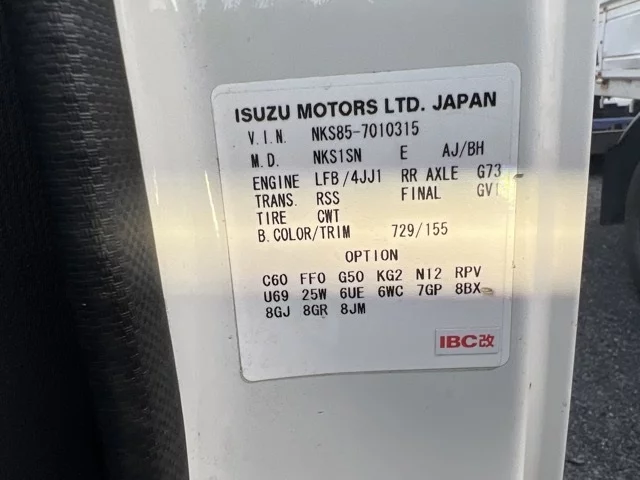 ISUZU MOTORS LTD. JAPAN
V.I.N. NKS85-7010315
M.D. NKS1SN E AJ/BH
ENGINE LFB/4JJ1 RR AXLE G73
TRANS. RSS FINAL GV1
TIRE CWT
B.COLOR/TRIM 729/155
OPTION
C60 FF0 G50 KG2 N12 RPV
U69 25W 6UE 6WC 7GP 8BX
8GJ 8GR 8JM
IBC改